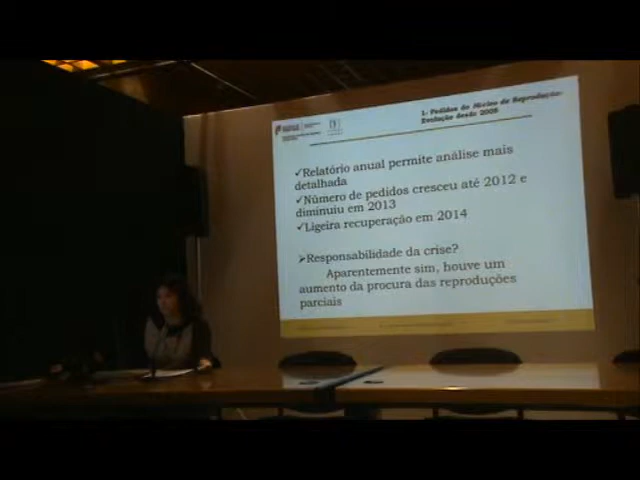 1- Pedidos de Níveis de Reprodução-
Evolução desde 2008
✓Relatório anual permite análise mais
detalhada
✓Número de pedidos cresceu até 2012 e
diminuiu em 2013
✓Ligeira recuperação em 2014
➢Responsabilidade da crise?
Aparentemente sim, houve um
aumento da procura das reproduções
parciais